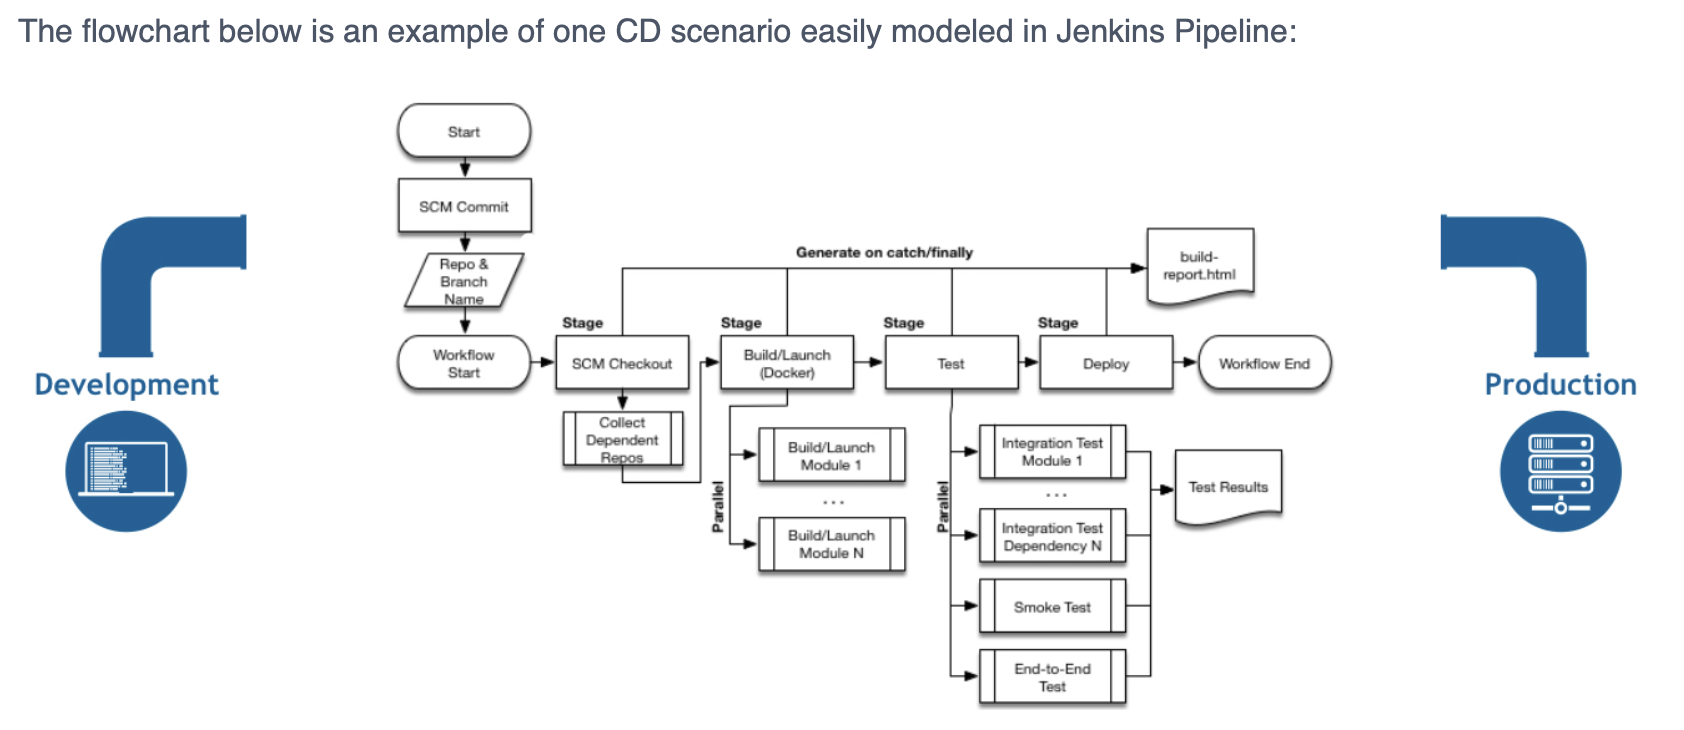 The flowchart below is an example of one CD scenario easily modeled in Jenkins Pipeline:
Start
SCM Commit
Repo &
Branch
Name
Workflow
Start
Generate on catch/finally
build-
report.html
Stage
SCM Checkout
Stage
Build/Launch
(Docker)
Stage
Test
Stage
Deploy
Workflow End
Collect
Dependent
Repos
Parallel
Build/Launch
Module 1
...
Build/Launch
Module N
Parallel
Integration Test
Module 1
...
Integration Test
Dependency N
Smoke Test
End-to-End
Test
Test Results
Development
Production